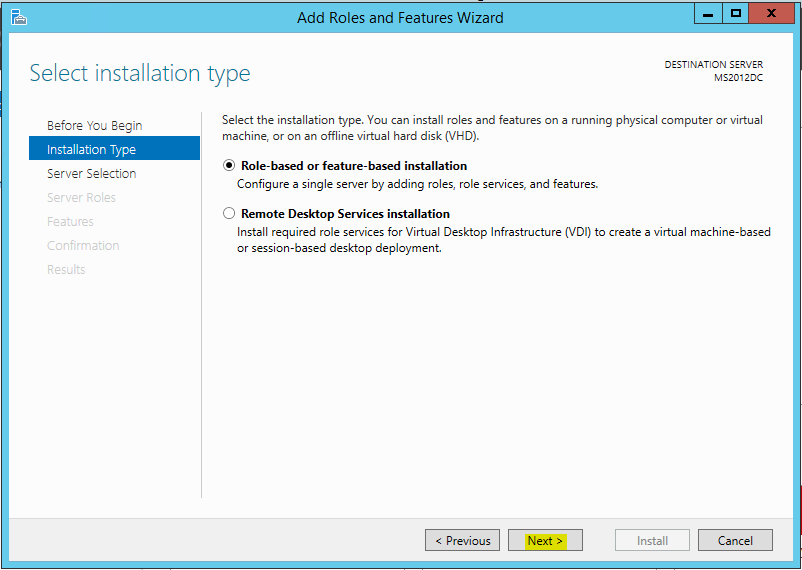 Add Roles and Features Wizard
Select installation type
DESTINATION SERVER
MS2012DC
Before You Begin
Installation Type
Server Selection
Server Roles
Features
Confirmation
Results
Select the installation type. You can install roles and features on a running physical computer or virtual
machine, or on an offline virtual hard disk (VHD).
Role-based or feature-based installation
Configure a single server by adding roles, role services, and features.
Remote Desktop Services installation
Install required role services for Virtual Desktop Infrastructure (VDI) to create a virtual machine-based
or session-based desktop deployment.
< Previous
Next >
Install
Cancel